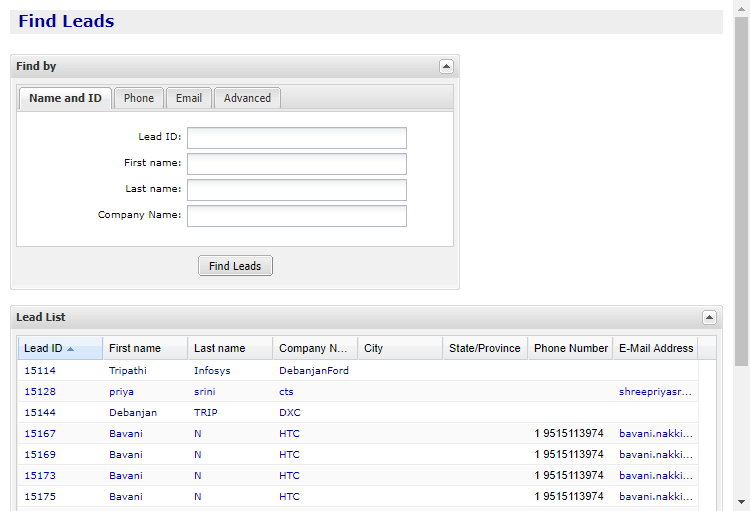 Find Leads
Find by
Name and ID Phone Email Advanced
Lead ID:
First name:
Last name:
Company Name:
Find Leads
Lead List
Lead ID First name Last name Company N... City State/Province Phone Number E-Mail Address
15114 Tripathi Infosys DebanjanFord
15128 priya srini cts shreepriyasr...
15144 Debanjan TRIP DXC
15167 Bavani N HTC 1 9515113974 bavani.nakki...
15169 Bavani N HTC 1 9515113974 bavani.nakki...
15173 Bavani N HTC 1 9515113974 bavani.nakki...
15175 Bavani N HTC 1 9515113974 bavani.nakki...